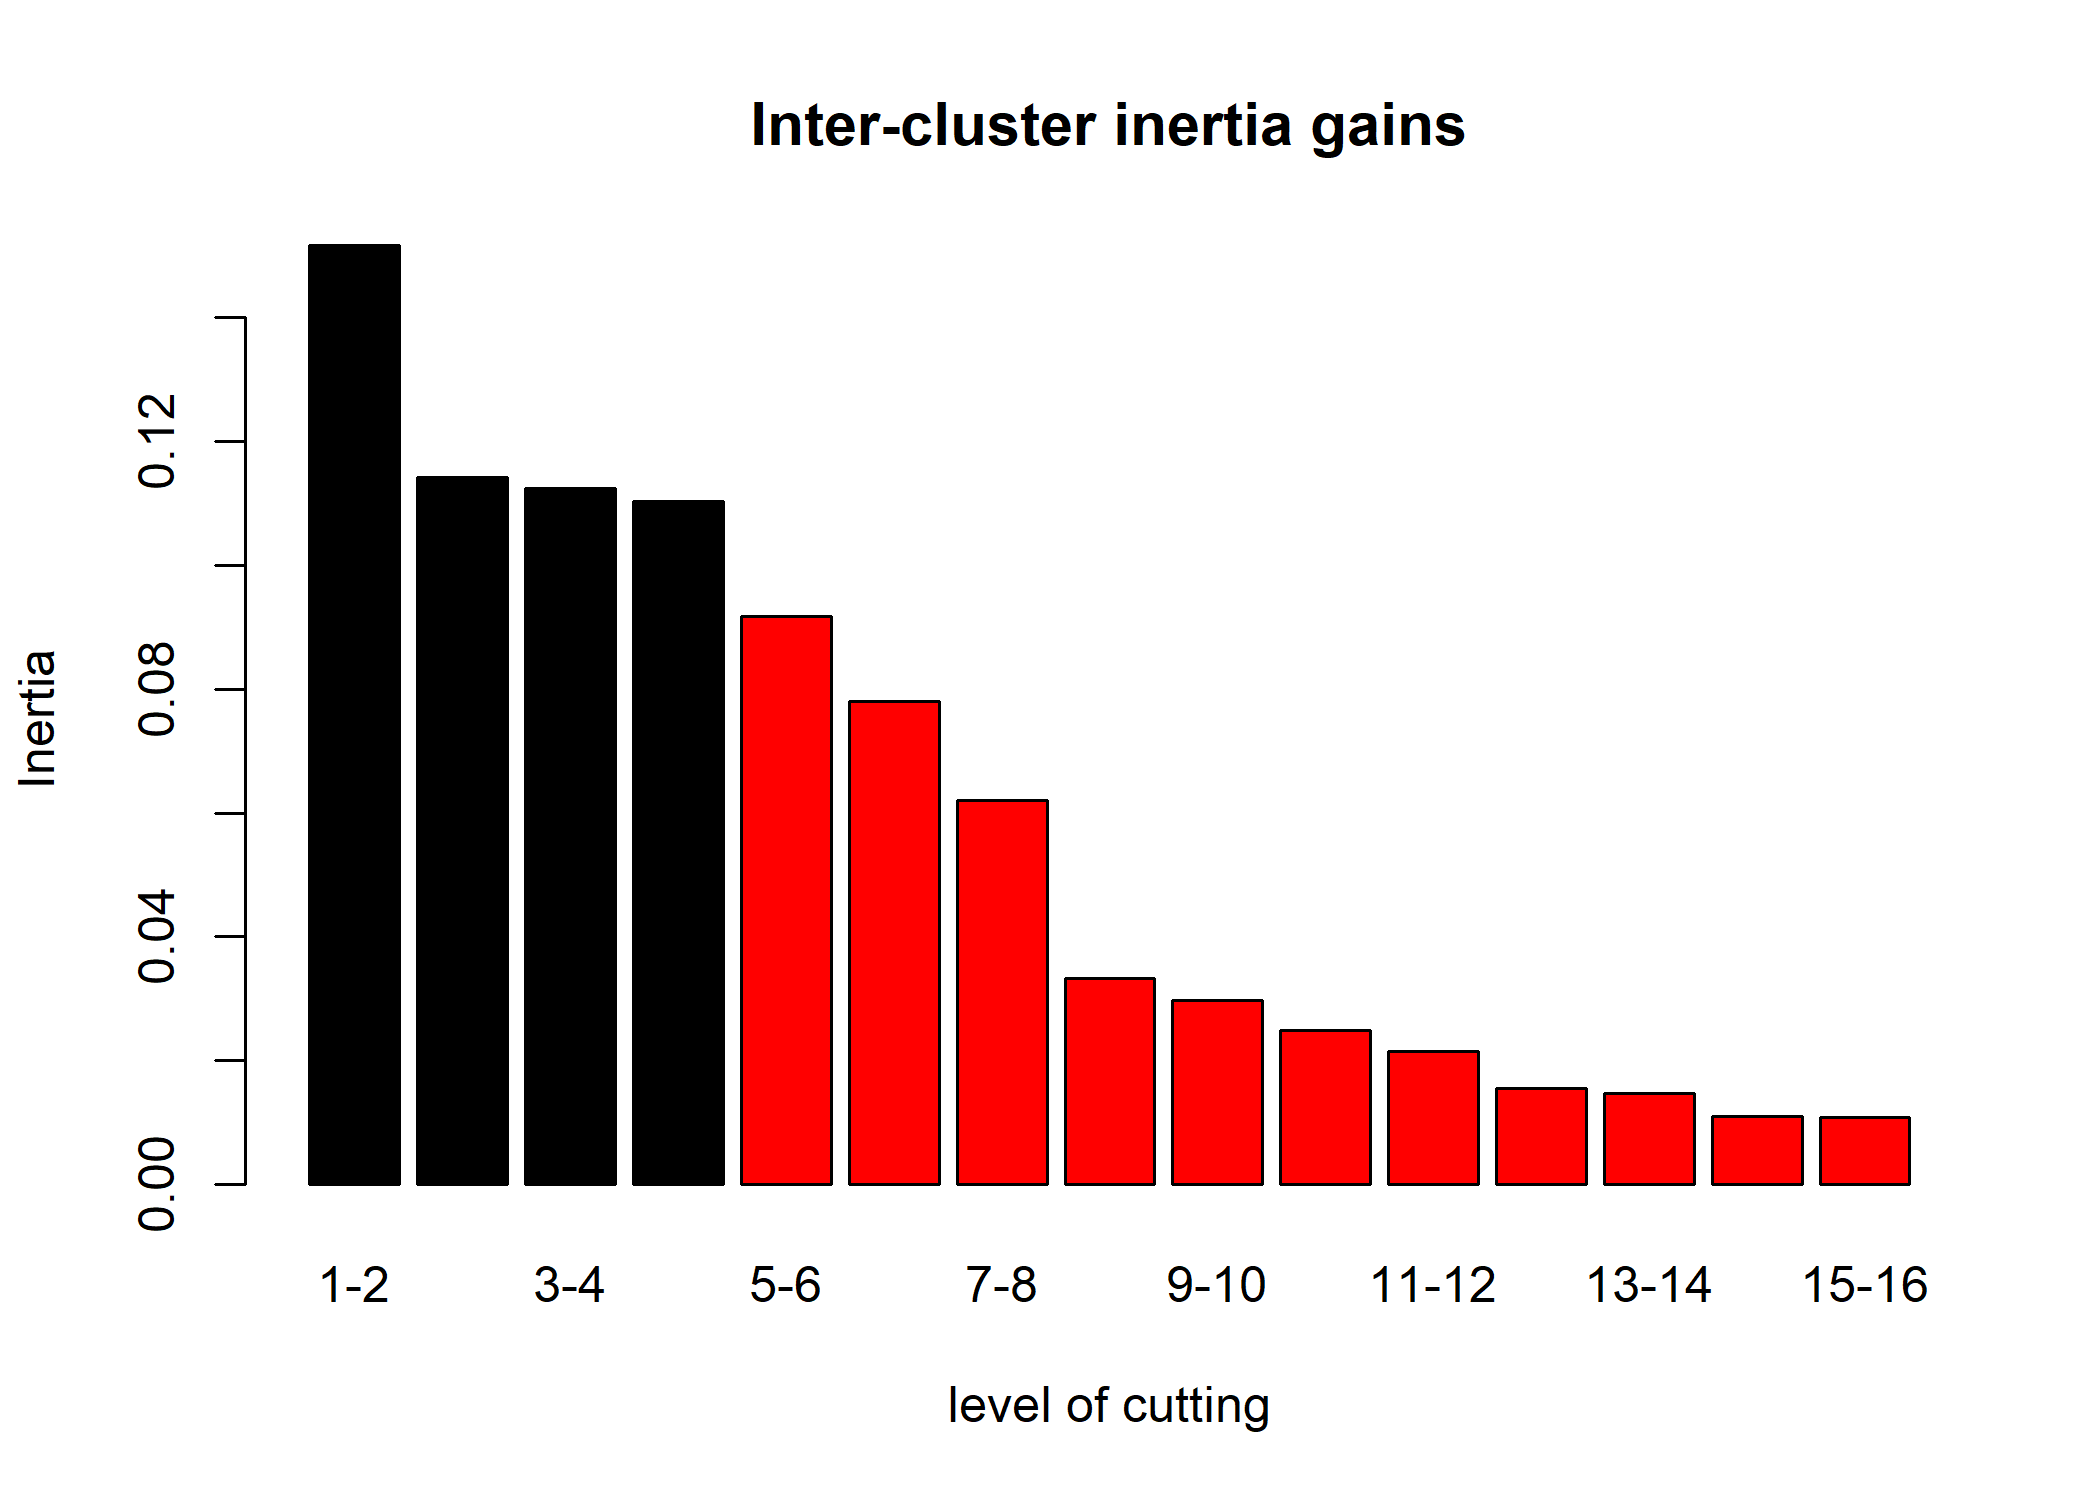 Inter-cluster inertia gains
Inertia
0.12
0.08
0.04
0.00
1-2 3-4 5-6 7-8 9-10 11-12 13-14 15-16
level of cutting